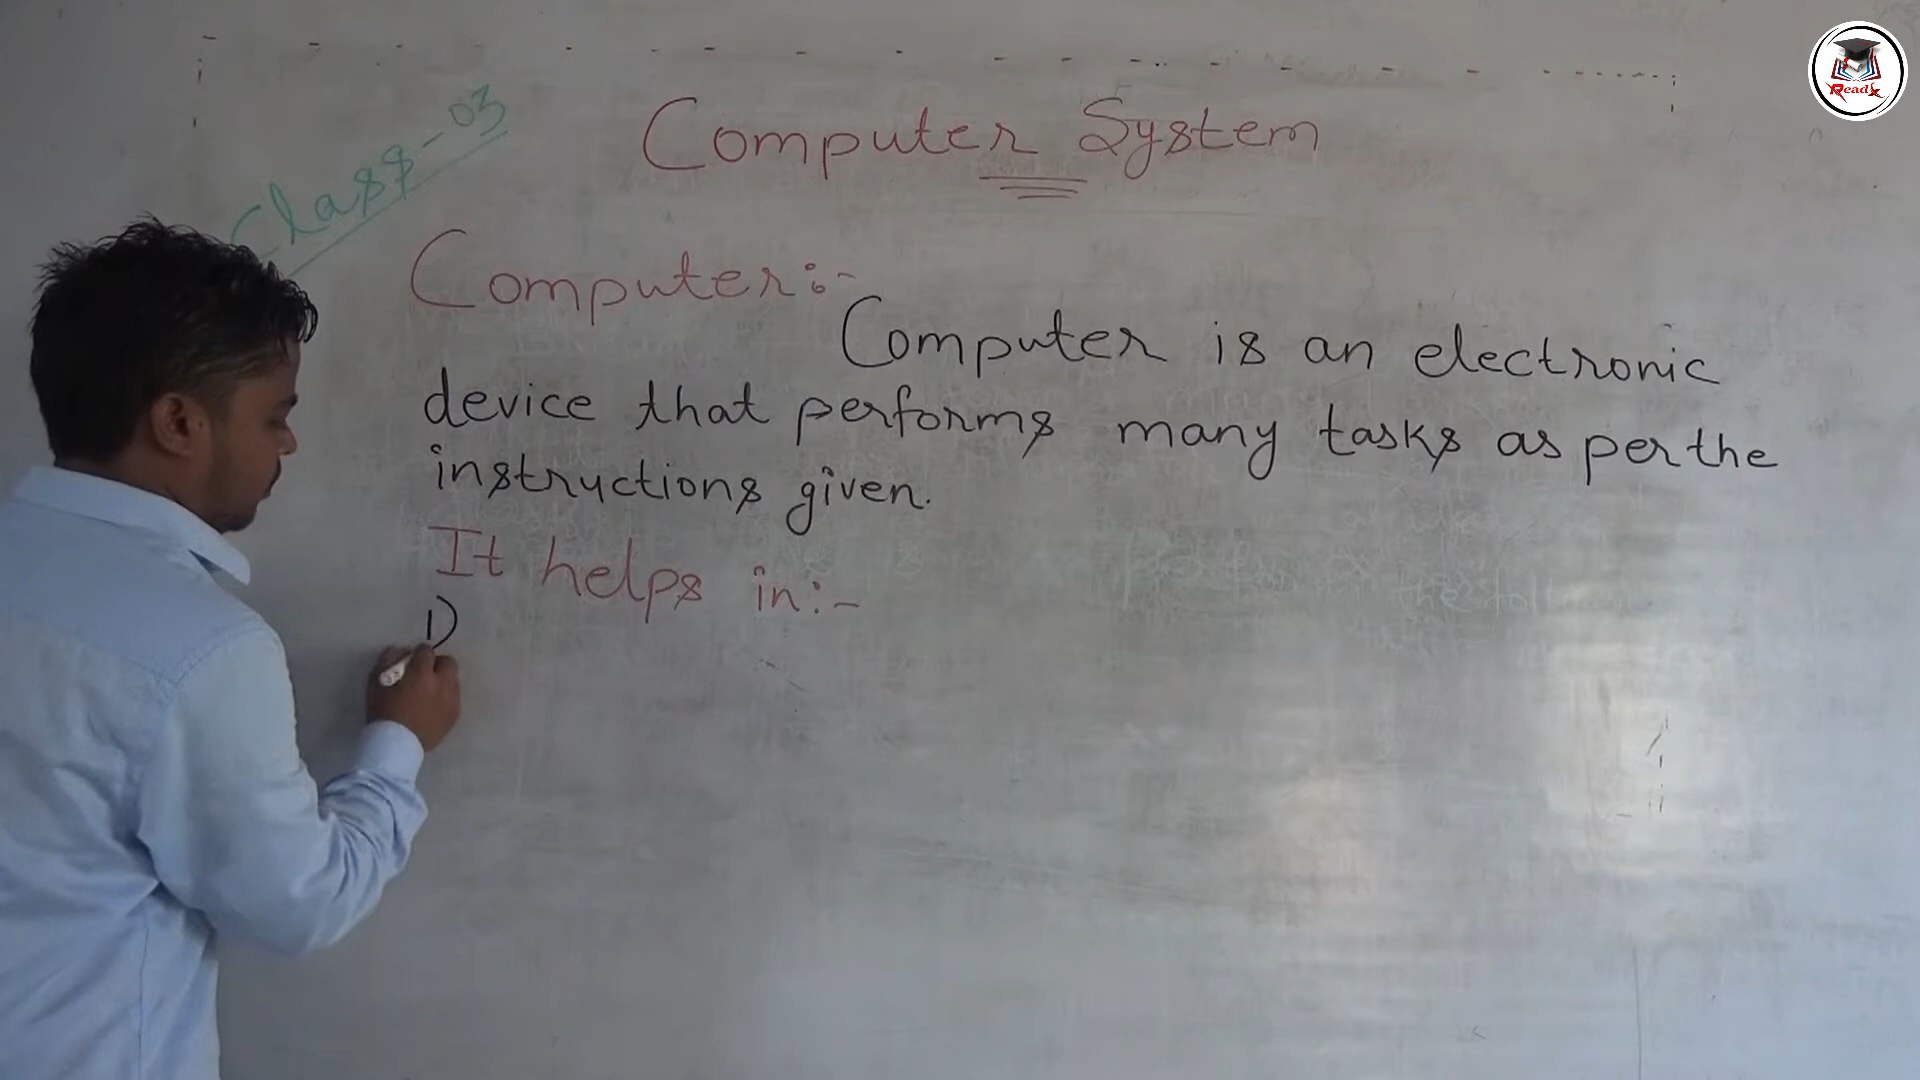 Class-03
Computer System
Computer:-
Computer is an electronic
device that performs many tasks as per the
instructions given.
It helps in:-
1)
ReadX